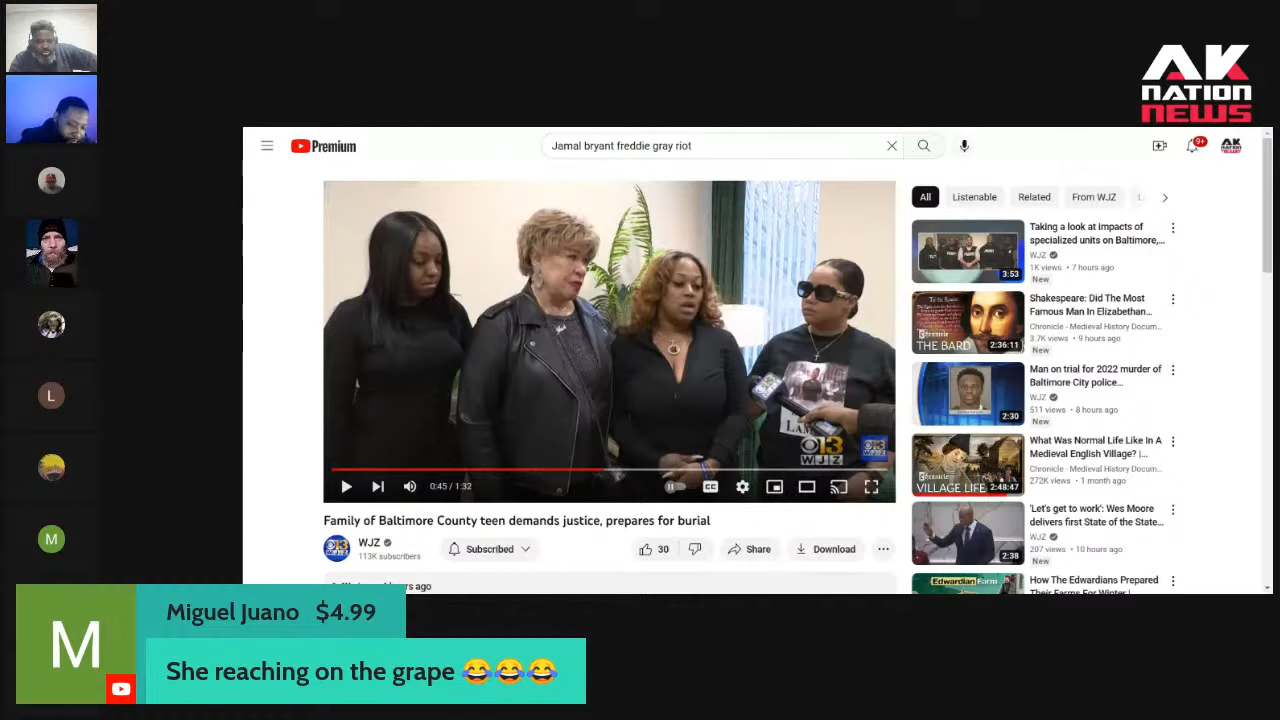 AK
NATION
NEWS
Premium
Jamal bryant freddie gray riot
9+
All
Listenable
Related
From WJZ
Taking a look at impacts of
specialized units on Baltimore,...
WJZ
1K views • 7 hours ago
New
3:53
Shakespeare: Did The Most
Famous Man In Elizabethan...
Chronicle - Medieval History Docum...
3.7K views • 9 hours ago
New
THE BARD
2:36:11
Man on trial for 2022 murder of
Baltimore City police...
WJZ
511 views • 8 hours ago
New
2:30
What Was Normal Life Like In A
Medieval English Village? |...
Chronicle - Medieval History Docum...
272K views • 1 month ago
VILLAGE LIFE
2:48:47
'Let's get to work': Wes Moore
delivers first State of the State...
WJZ
207 views • 10 hours ago
New
2:38
How The Edwardians Prepared
Their Farms For Winter |
Edwardian Farm
13
WJZ
0:45 / 1:32
CC
Family of Baltimore County teen demands justice, prepares for burial
WJZ
113K subscribers
Subscribed
30
Share
Download
L
M
M
Miguel Juano $4.99
She reaching on the grape 😂😂😂